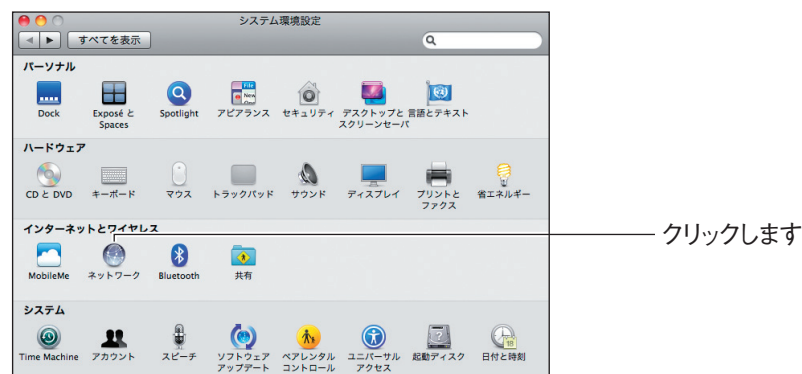 システム環境設定
すべてを表示
パーソナル
Dock
Exposé と
Spaces
Spotlight
File
New
アピアランス
セキュリティ
デスクトップと
スクリーンセーバ
言語とテキスト
ハードウェア
CD と DVD
キーボード
マウス
トラックパッド
サウンド
ディスプレイ
プリントと
ファクス
省エネルギー
インターネットとワイヤレス
MobileMe
ネットワーク
Bluetooth
共有
クリックします
システム
Time Machine
アカウント
スピーチ
ソフトウェア
アップデート
ペアレンタル
コントロール
ユニバーサル
アクセス
?
起動ディスク
18
日付と時刻